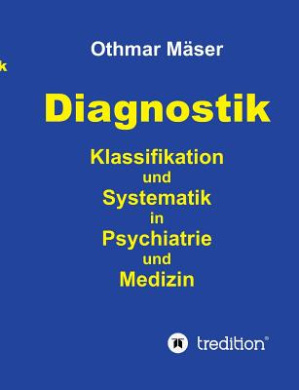 Othmar Mäser
k
Diagnostik
Klassifikation
und
Systematik
in
Psychiatrie
und
Medizin
tredition®